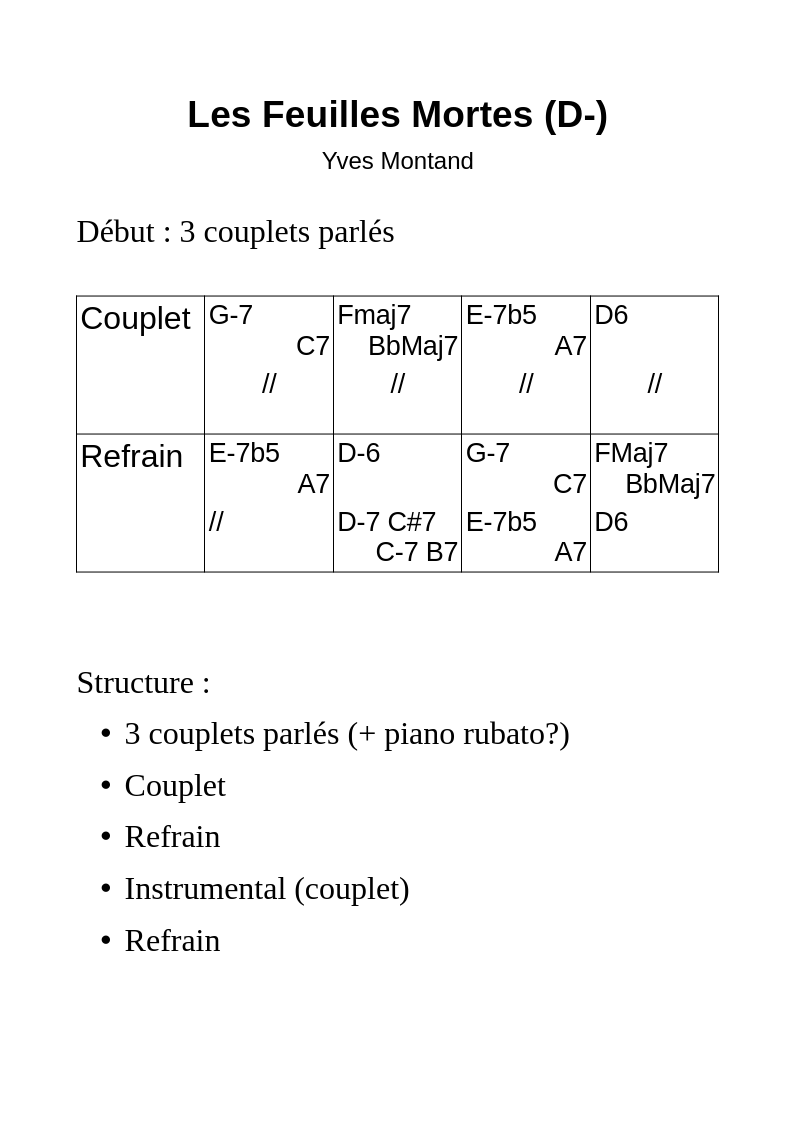 Les Feuilles Mortes (D-)
Yves Montand
Début : 3 couplets parlés
Couplet G-7 Fmaj7 E-7b5 D6
C7 BbMaj7 A7
// // // //
Refrain E-7b5 D-6 G-7 FMaj7
A7 C7 BbMaj7
// D-7 C#7 E-7b5 D6
C-7 B7 A7
Structure :
• 3 couplets parlés (+ piano rubato?)
• Couplet
• Refrain
• Instrumental (couplet)
• Refrain